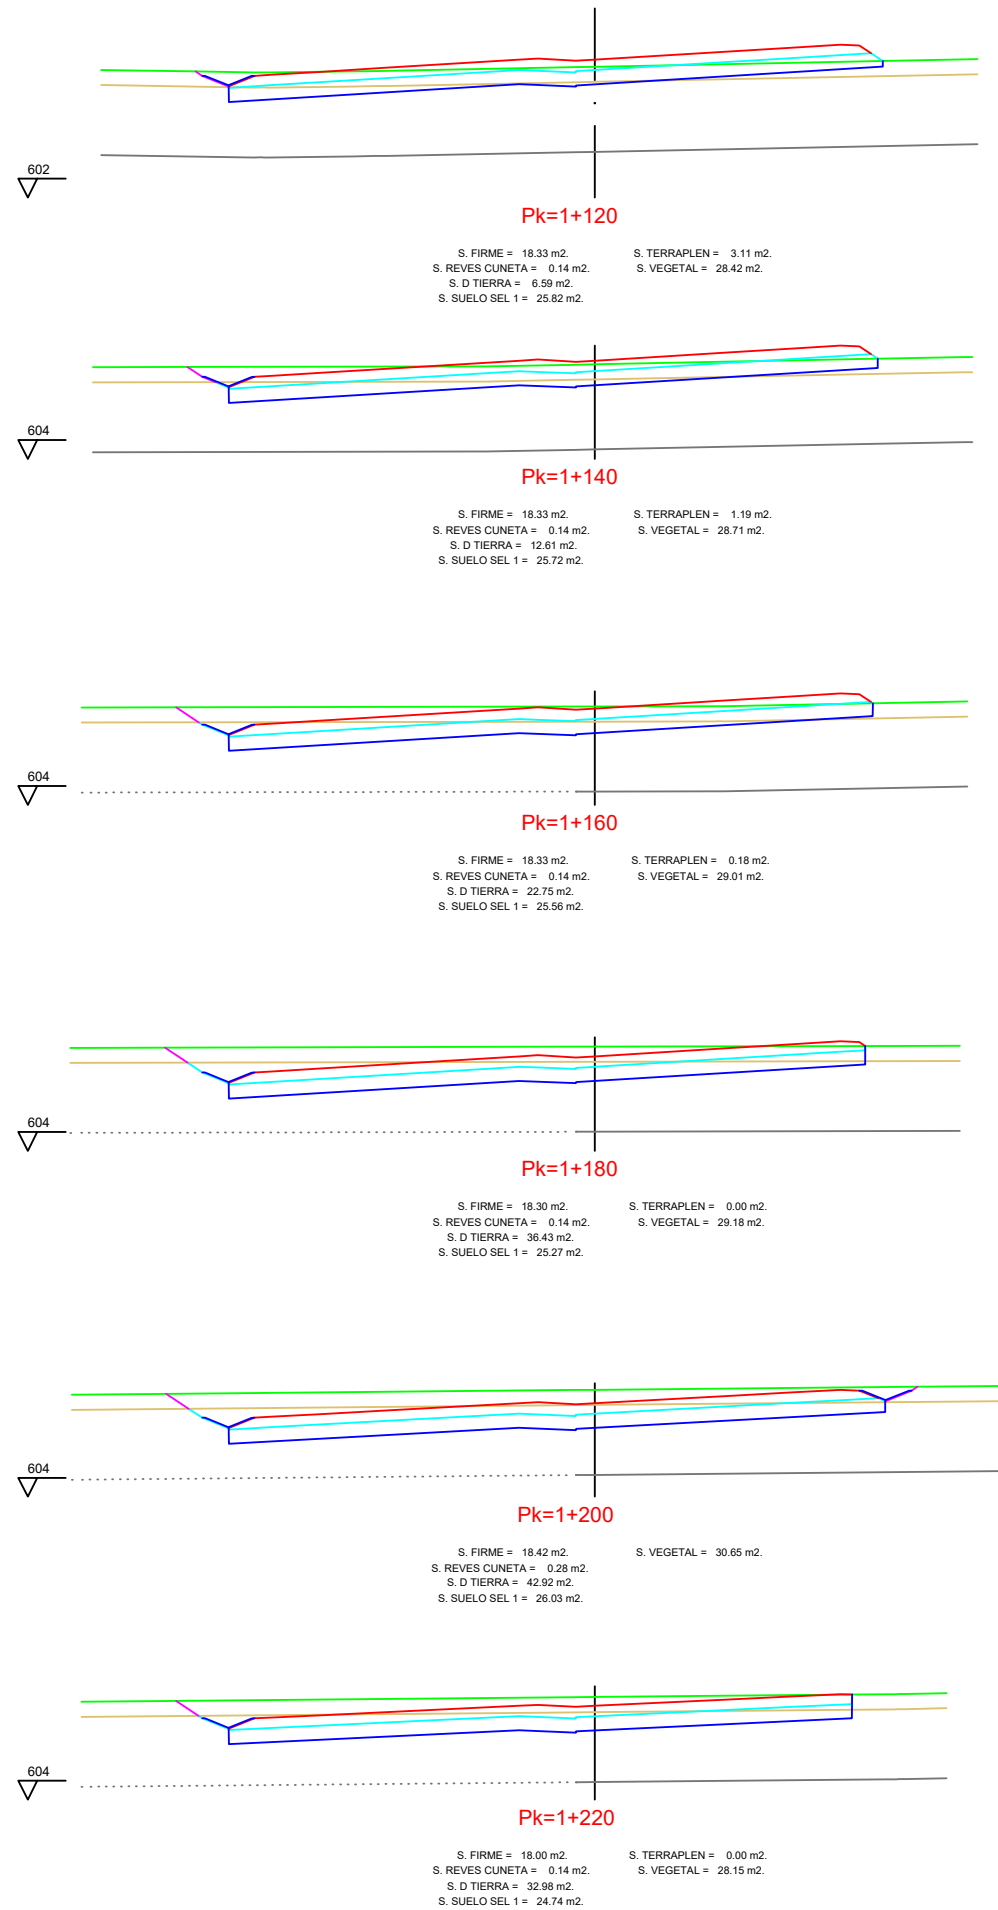 602
Pk=1+120
S. FIRME = 18.33 m2. S. TERRAPLEN = 3.11 m2.
S. REVES CUNETA = 0.14 m2. S. VEGETAL = 28.42 m2.
S. D TIERRA = 6.59 m2.
S. SUELO SEL 1 = 25.82 m2.
604
Pk=1+140
S. FIRME = 18.33 m2. S. TERRAPLEN = 1.19 m2.
S. REVES CUNETA = 0.14 m2. S. VEGETAL = 28.71 m2.
S. D TIERRA = 12.61 m2.
S. SUELO SEL 1 = 25.72 m2.
604
Pk=1+160
S. FIRME = 18.33 m2. S. TERRAPLEN = 0.18 m2.
S. REVES CUNETA = 0.14 m2. S. VEGETAL = 29.01 m2.
S. D TIERRA = 22.75 m2.
S. SUELO SEL 1 = 25.56 m2.
604
Pk=1+180
S. FIRME = 18.30 m2. S. TERRAPLEN = 0.00 m2.
S. REVES CUNETA = 0.14 m2. S. VEGETAL = 29.18 m2.
S. D TIERRA = 36.43 m2.
S. SUELO SEL 1 = 25.27 m2.
604
Pk=1+200
S. FIRME = 18.42 m2. S. VEGETAL = 30.65 m2.
S. REVES CUNETA = 0.28 m2.
S. D TIERRA = 42.92 m2.
S. SUELO SEL 1 = 26.03 m2.
604
Pk=1+220
S. FIRME = 18.00 m2. S. TERRAPLEN = 0.00 m2.
S. REVES CUNETA = 0.14 m2. S. VEGETAL = 28.15 m2.
S. D TIERRA = 32.98 m2.
S. SUELO SEL 1 = 24.74 m2.